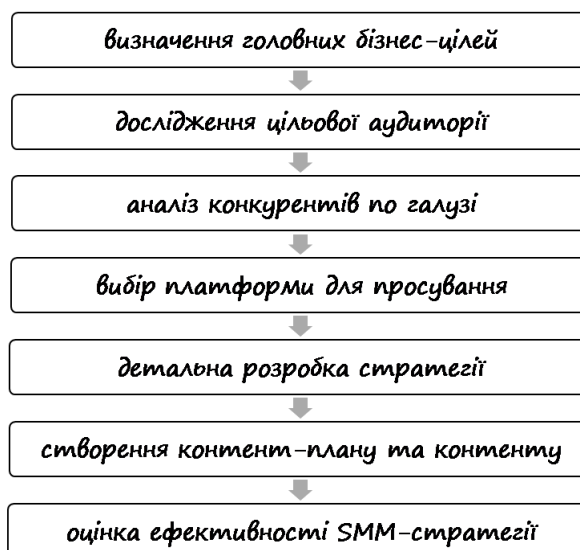 визначення головних бізнес-цілей
дослідження цільової аудиторії
аналіз конкурентів по галузі
вибір платформи для просування
детальна розробка стратегії
створення контент-плану та контенту
оцінка ефективності SMM-стратегії